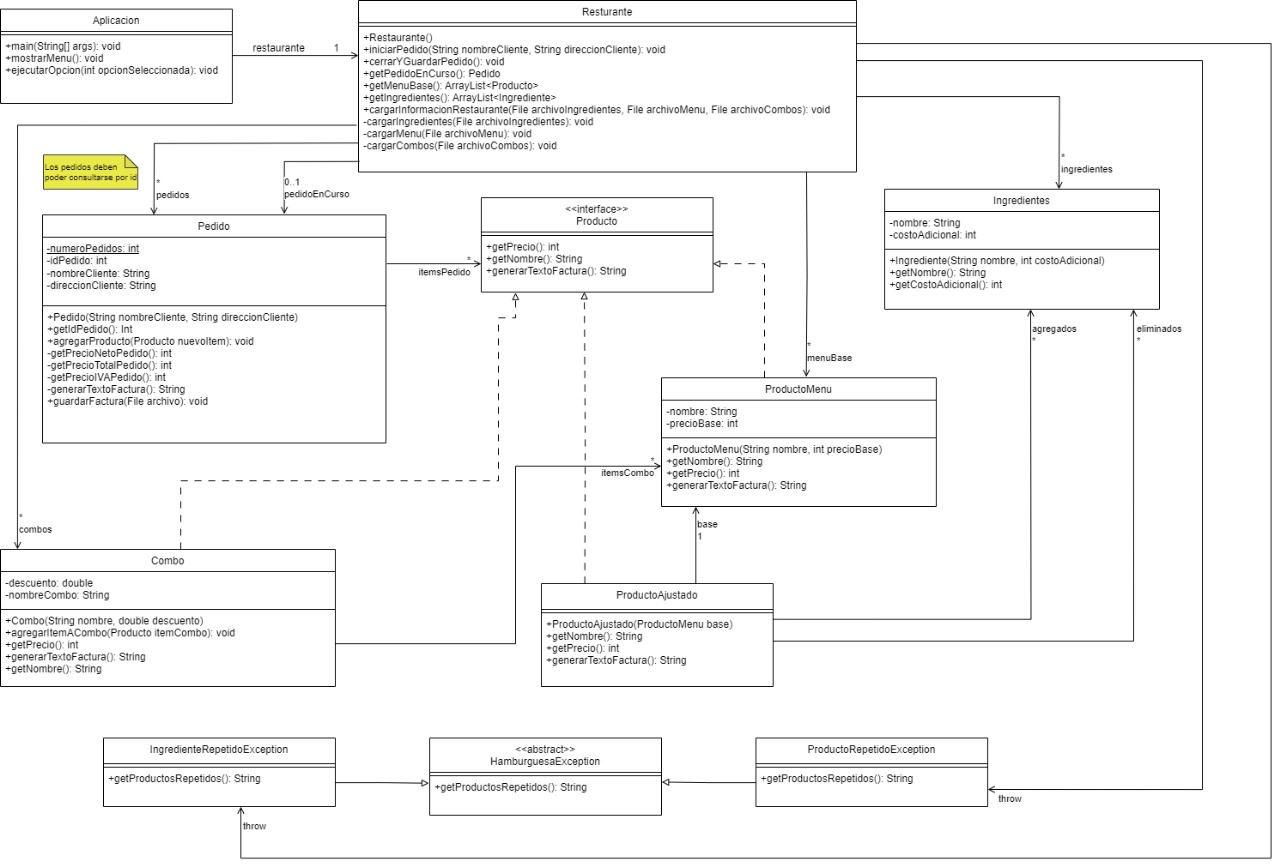 Aplicacion
+main(String[] args): void
+mostrarMenu(): void
+ejecutarOpcion(int opcionSeleccionada): viod
restaurante
1
Resturante
+Restaurante()
+iniciarPedido(String nombreCliente, String direccionCliente): void
+cerrarYGuardarPedido(): void
+getPedidoEnCurso(): Pedido
+getMenuBase(): ArrayList<Producto>
+getIngredientes(): ArrayList<Ingrediente>
+cargarInformacionRestaurante(File archivoIngredientes, File archivoMenu, File archivoCombos): void
-cargarIngredientes(File archivoIngredientes): void
-cargarMenu(File archivoMenu): void
-cargarCombos(File archivoCombos): void
Los pedidos deben
poder consultarse por id
*
pedidos
0..1
pedidoEnCurso
*
ingredientes
Pedido
-numeroPedidos: int
-idPedido: int
-nombreCliente: String
-direccionCliente: String
+Pedido(String nombreCliente, String direccionCliente)
+getIdPedido(): Int
+agregarProducto(Producto nuevoItem): void
-getPrecioNetoPedido(): int
-getPrecioTotalPedido(): int
-getPrecioIVAPedido(): int
-generarTextoFactura(): String
+guardarFactura(File archivo): void
*
itemsPedido
<<interface>>
Producto
+getPrecio(): int
+getNombre(): String
+generarTextoFactura(): String
Ingredientes
-nombre: String
-costoAdicional: int
+Ingrediente(String nombre, int costoAdicional)
+getNombre(): String
+getCostoAdicional(): int
agregados
*
eliminados
*
*
menuBase
ProductoMenu
-nombre: String
-precioBase: int
+ProductoMenu(String nombre, int precioBase)
+getNombre(): String
+getPrecio(): int
+generarTextoFactura(): String
*
itemsCombo
*
combos
base
1
Combo
-descuento: double
-nombreCombo: String
+Combo(String nombre, double descuento)
+agregarItemACombo(Producto itemCombo): void
+getPrecio(): int
+generarTextoFactura(): String
+getNombre(): String
ProductoAjustado
+ProductoAjustado(ProductoMenu base)
+getNombre(): String
+getPrecio(): int
+generarTextoFactura(): String
IngredienteRepetidoException
+getProductosRepetidos(): String
<<abstract>>
HamburguesaException
+getProductosRepetidos(): String
ProductoRepetidoException
+getProductosRepetidos(): String
throw
throw